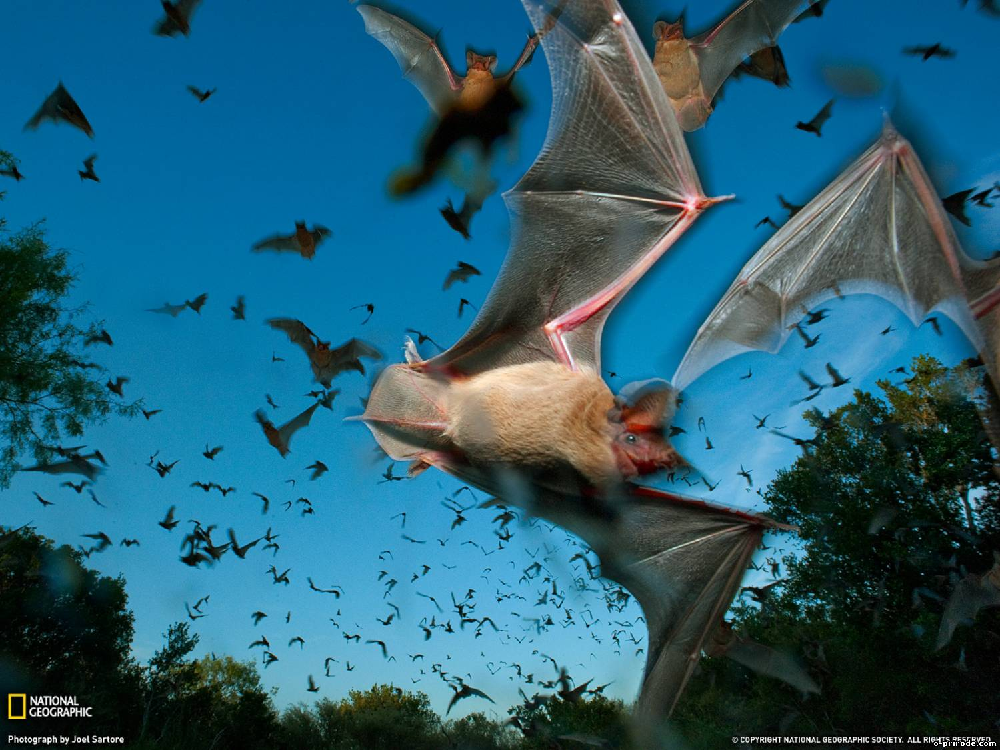 NATIONAL
GEOGRAPHIC
Photograph by Joel Sartore
© COPYRIGHT NATIONAL GEOGRAPHIC SOCIETY. ALL RIGHTS RESERVED.
o-prirode.com